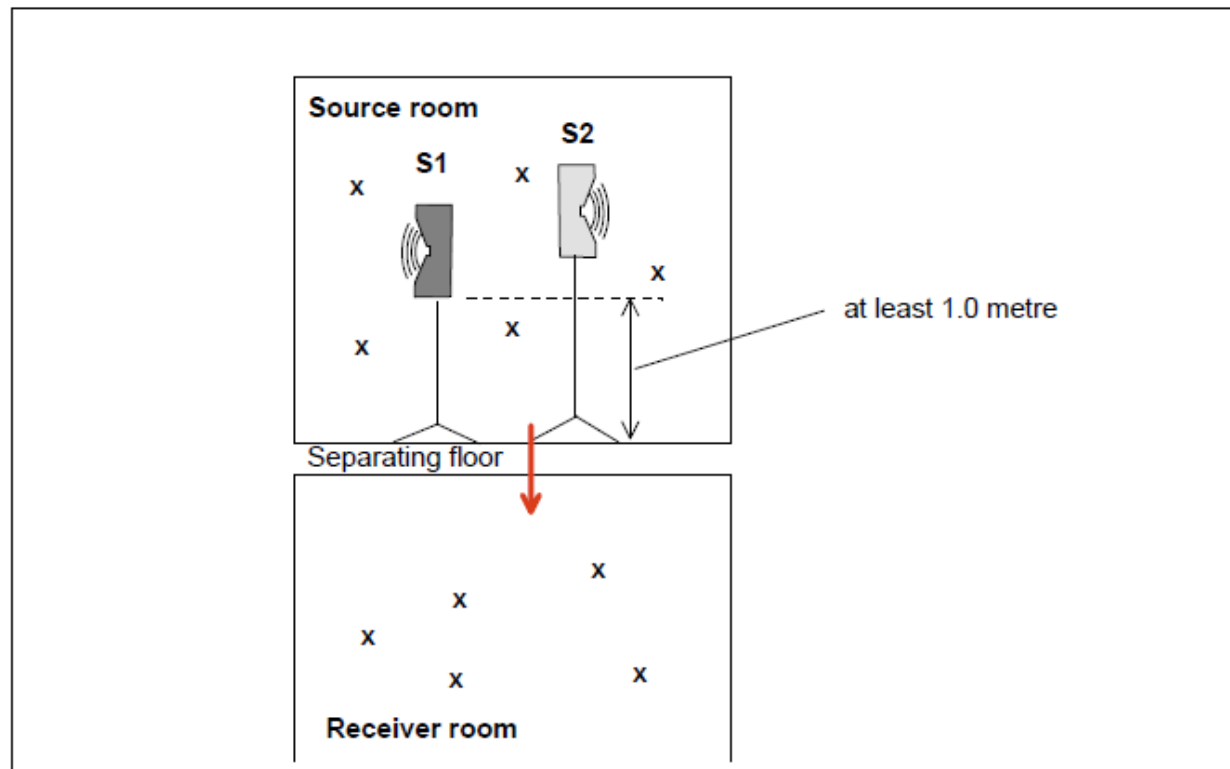 Source room
S2
S1
x
x
x
at least 1.0 metre
x
x
Separating floor
x
x
x
x
x
Receiver room